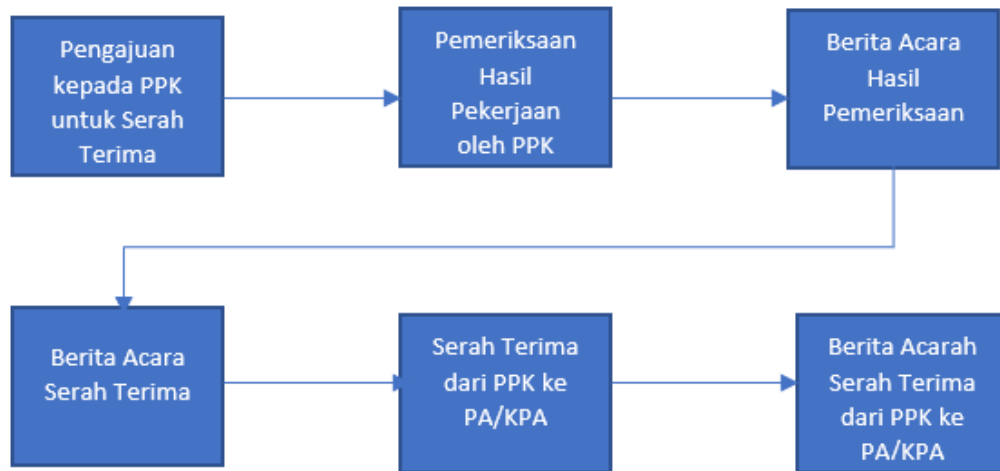 Pengajuan
kepada PPK
untuk Serah
Terima
Pemeriksaan
Hasil
Pekerjaan
oleh PPK
Berita Acara
Hasil
Pemeriksaan
Berita Acara
Serah Terima
Serah Terima
dari PPK ke
PA/KPA
Berita Acarah
Serah Terima
dari PPK ke
PA/KPA